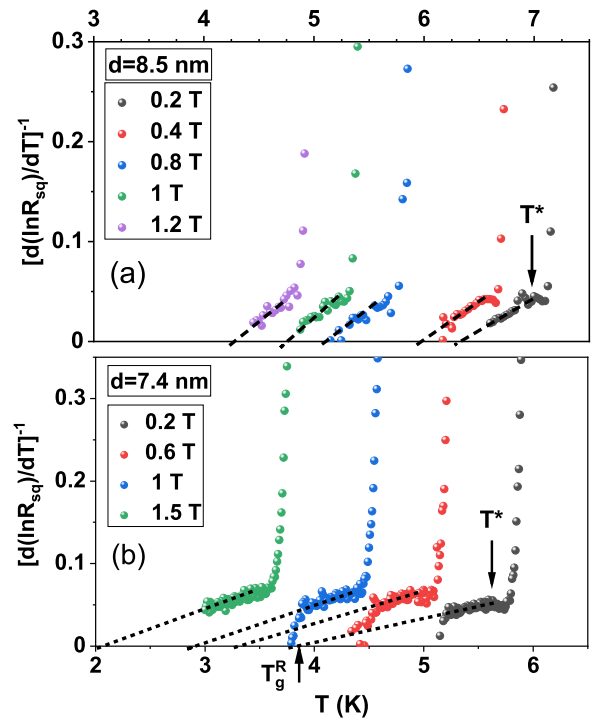 3 4 5 6 7
0.3
0.2
0.1
0
[d(lnR_sq)/dT]^-1
d=8.5 nm
0.2 T
0.4 T
0.8 T
1 T
1.2 T
T*
(a)
0.3
0.2
0.1
0
[d(lnR_sq)/dT]^-1
d=7.4 nm
0.2 T
0.6 T
1 T
1.5 T
T*
(b)
2 3 4 5 6
T_g^R
T (K)